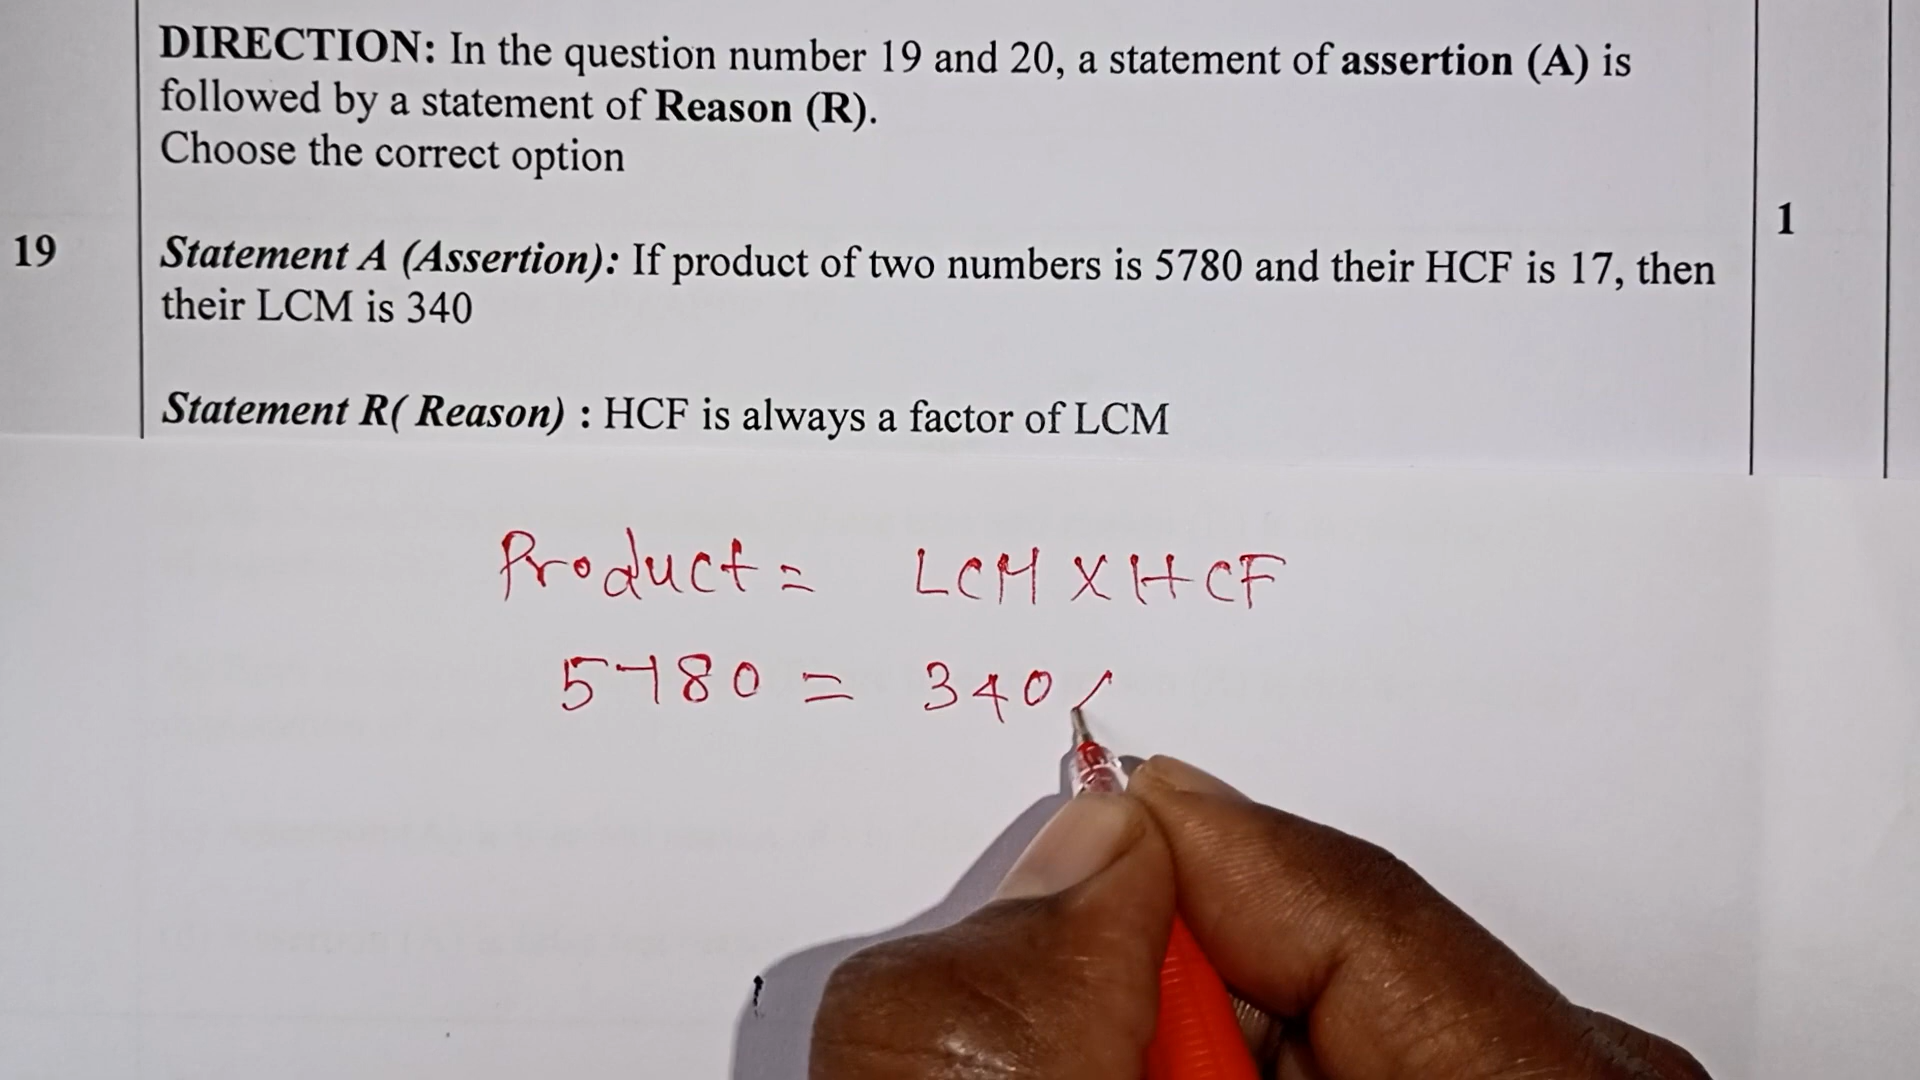 DIRECTION: In the question number 19 and 20, a statement of assertion (A) is
followed by a statement of Reason (R).
Choose the correct option
1
19
Statement A (Assertion): If product of two numbers is 5780 and their HCF is 17, then
their LCM is 340
Statement R( Reason) : HCF is always a factor of LCM
Product = LCM X HCF
5780 = 340